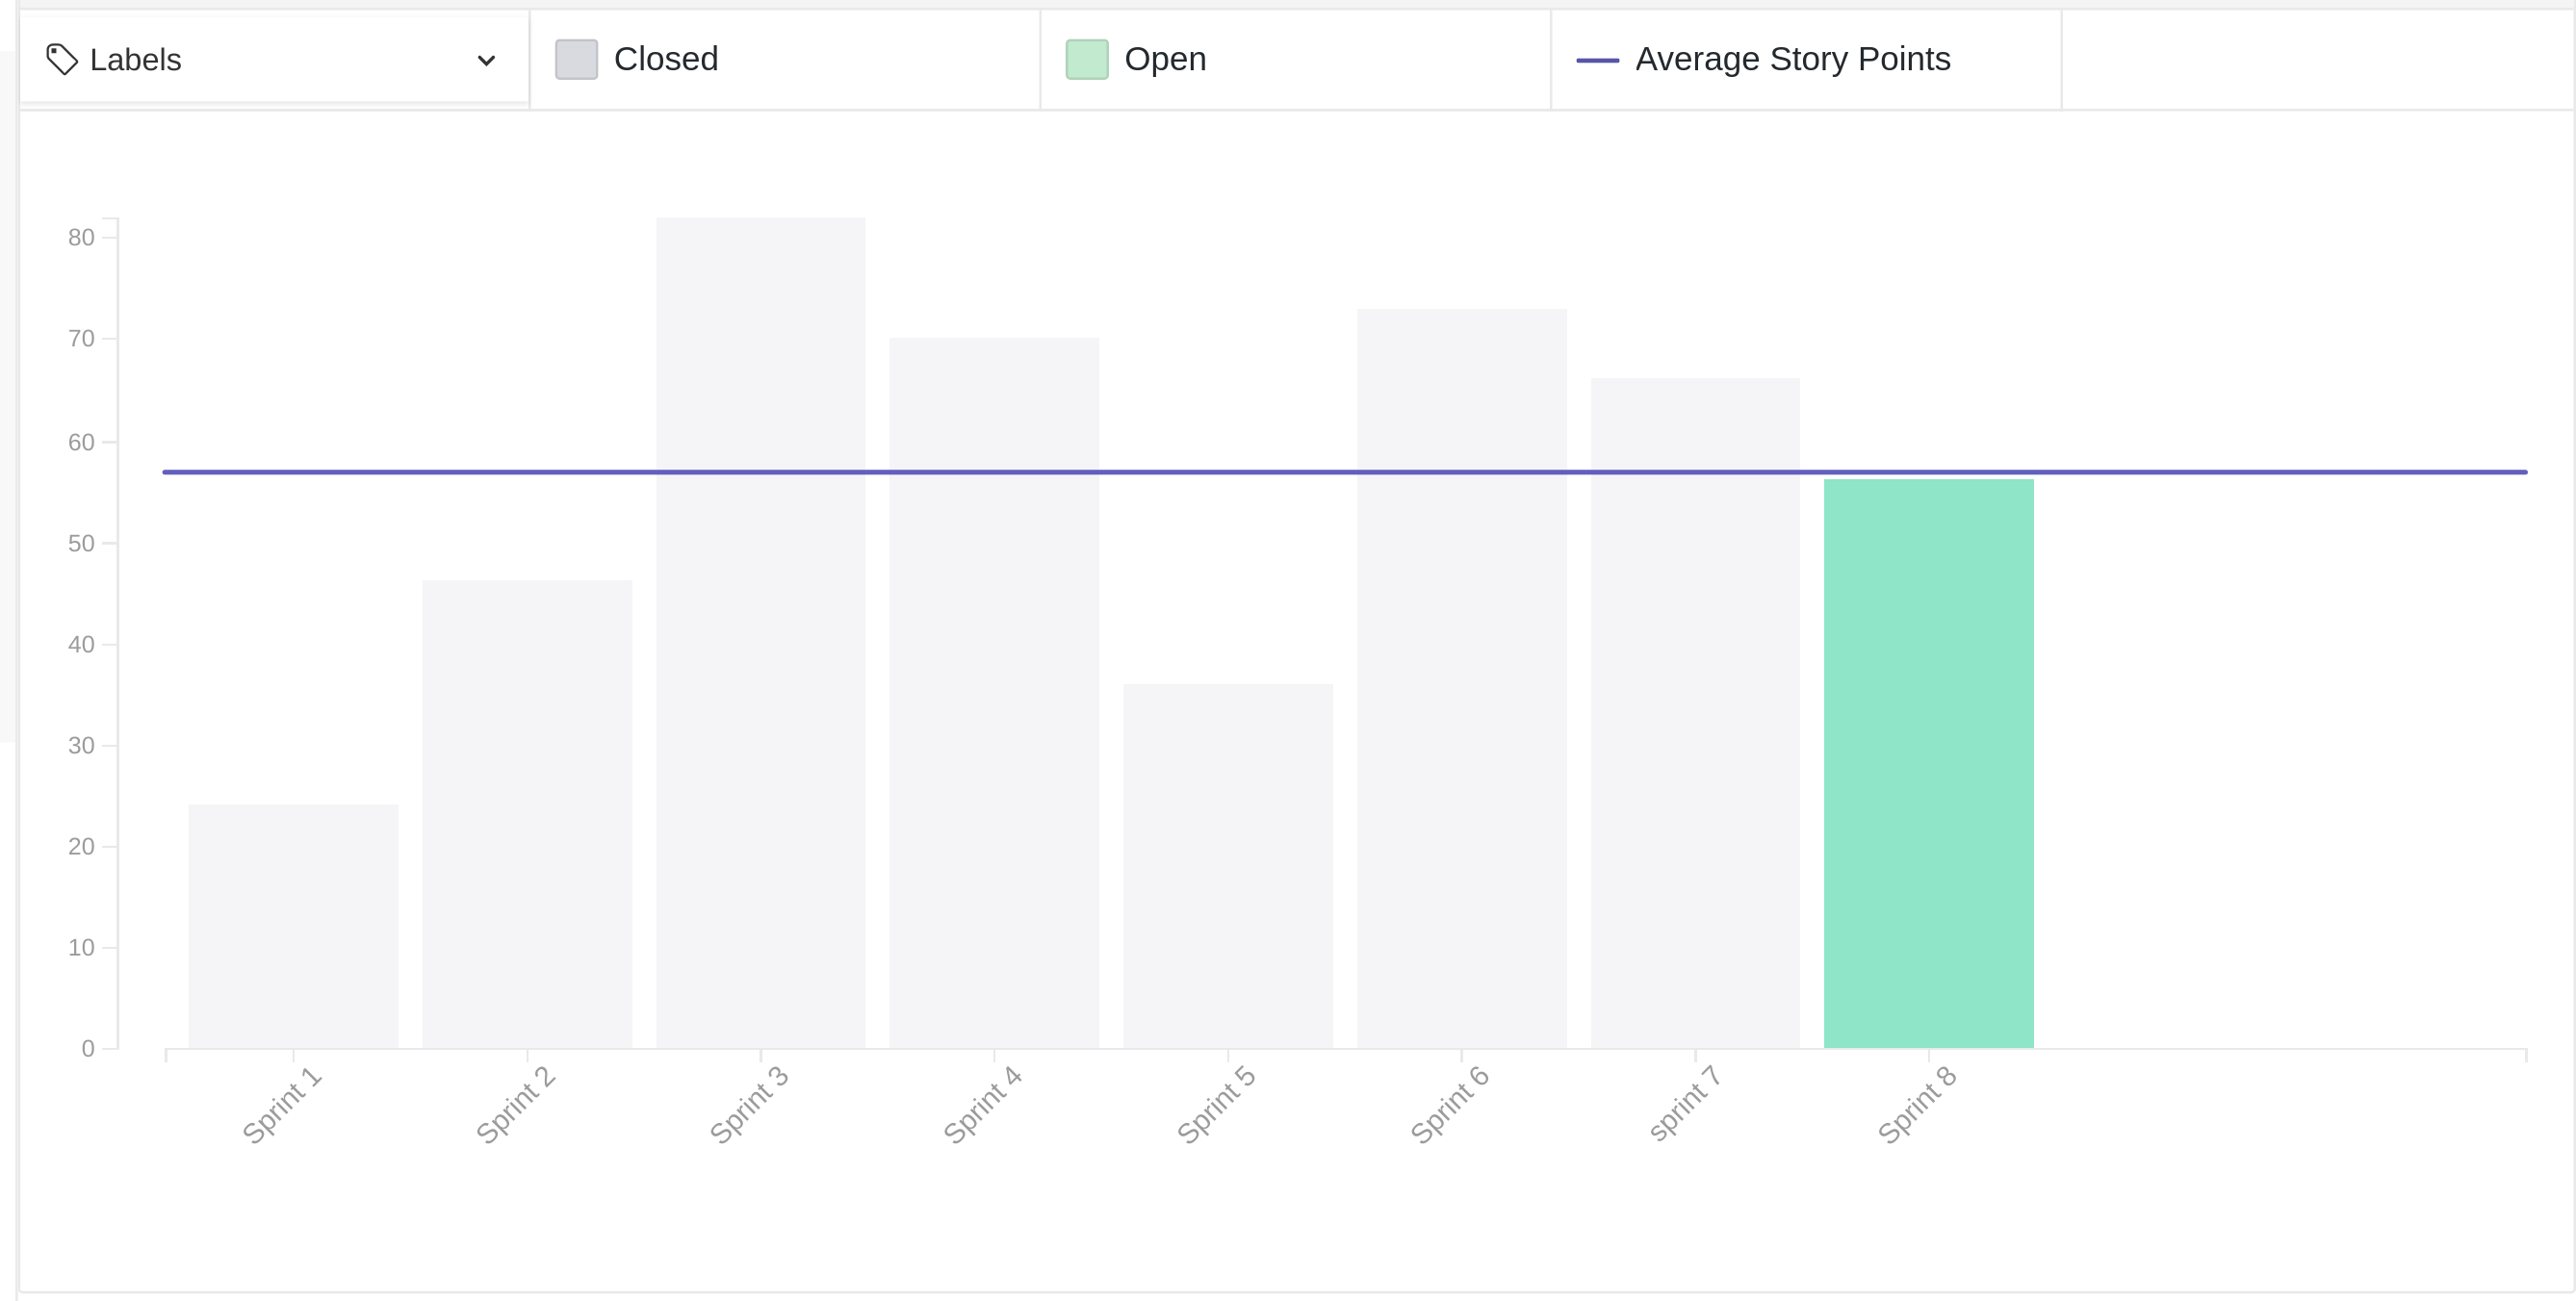 Labels
Closed
Open
Average Story Points
80
70
60
50
40
30
20
10
0
Sprint 1
Sprint 2
Sprint 3
Sprint 4
Sprint 5
Sprint 6
sprint 7
Sprint 8